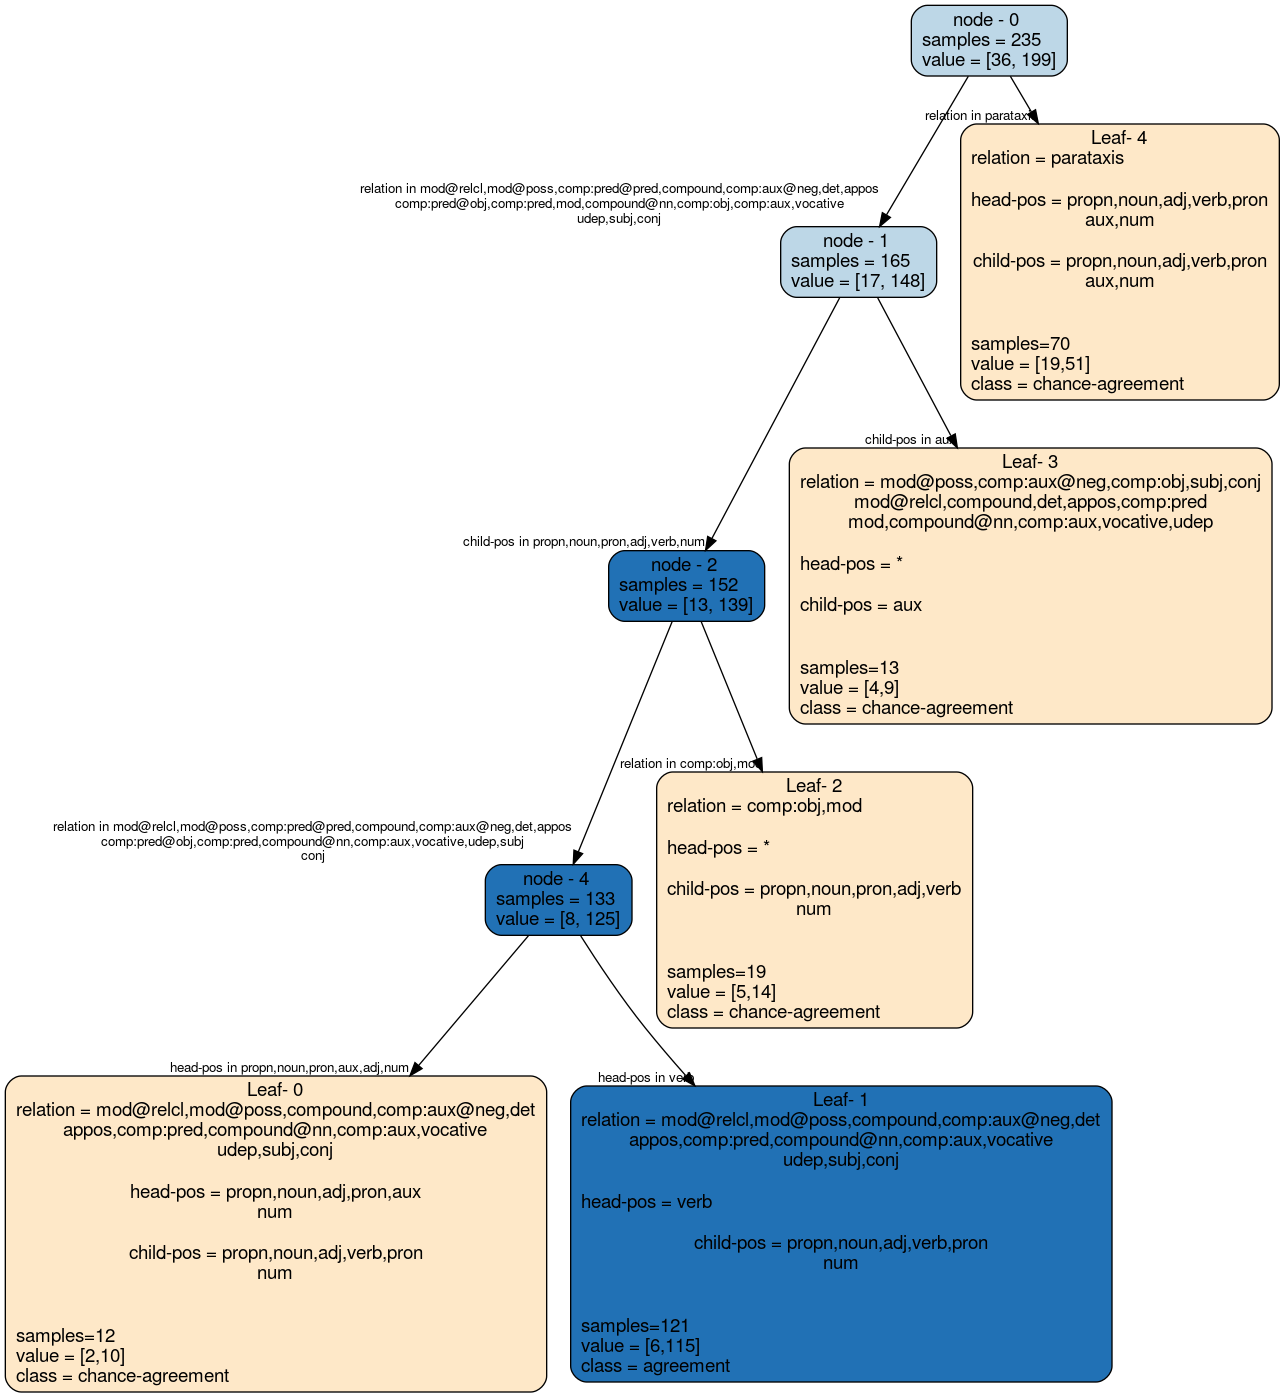 node - 0
samples = 235
value = [36, 199]
relation in parataxis
Leaf- 4
relation = parataxis
head-pos = propn,noun,adj,verb,pron
aux,num
child-pos = propn,noun,adj,verb,pron
aux,num
samples=70
value = [19,51]
class = chance-agreement
relation in mod@relcl,mod@poss,comp:pred@pred,compound,comp:aux@neg,det,appos
comp:pred@obj,comp:pred,mod,compound@nn,comp:obj,comp:aux,vocative
udep,subj,conj
node - 1
samples = 165
value = [17, 148]
child-pos in aux
Leaf- 3
relation = mod@poss,comp:aux@neg,comp:obj,subj,conj
mod@relcl,compound,det,appos,comp:pred
mod,compound@nn,comp:aux,vocative,udep
head-pos = *
child-pos = aux
samples=13
value = [4,9]
class = chance-agreement
child-pos in propn,noun,pron,adj,verb,num
node - 2
samples = 152
value = [13, 139]
relation in comp:obj,mod
Leaf- 2
relation = comp:obj,mod
head-pos = *
child-pos = propn,noun,pron,adj,verb
num
samples=19
value = [5,14]
class = chance-agreement
relation in mod@relcl,mod@poss,comp:pred@pred,compound,comp:aux@neg,det,appos
comp:pred@obj,comp:pred,compound@nn,comp:aux,vocative,udep,subj
conj
node - 4
samples = 133
value = [8, 125]
head-pos in propn,noun,pron,aux,adj,num
Leaf- 0
relation = mod@relcl,mod@poss,compound,comp:aux@neg,det
appos,comp:pred,compound@nn,comp:aux,vocative
udep,subj,conj
head-pos = propn,noun,adj,pron,aux
num
child-pos = propn,noun,adj,verb,pron
num
samples=12
value = [2,10]
class = chance-agreement
head-pos in verb
Leaf- 1
relation = mod@relcl,mod@poss,compound,comp:aux@neg,det
appos,comp:pred,compound@nn,comp:aux,vocative
udep,subj,conj
head-pos = verb
child-pos = propn,noun,adj,verb,pron
num
samples=121
value = [6,115]
class = agreement